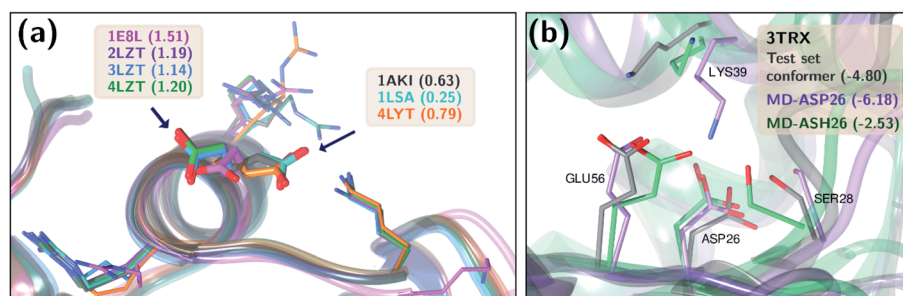 (a)
1E8L (1.51)
2LZT (1.19)
3LZT (1.14)
4LZT (1.20)
1AKI (0.63)
1LSA (0.25)
4LYT (0.79)
(b)
3TRX
Test set
conformer (-4.80)
MD-ASP26 (-6.18)
MD-ASH26 (-2.53)
LYS39
GLU56
SER28
ASP26